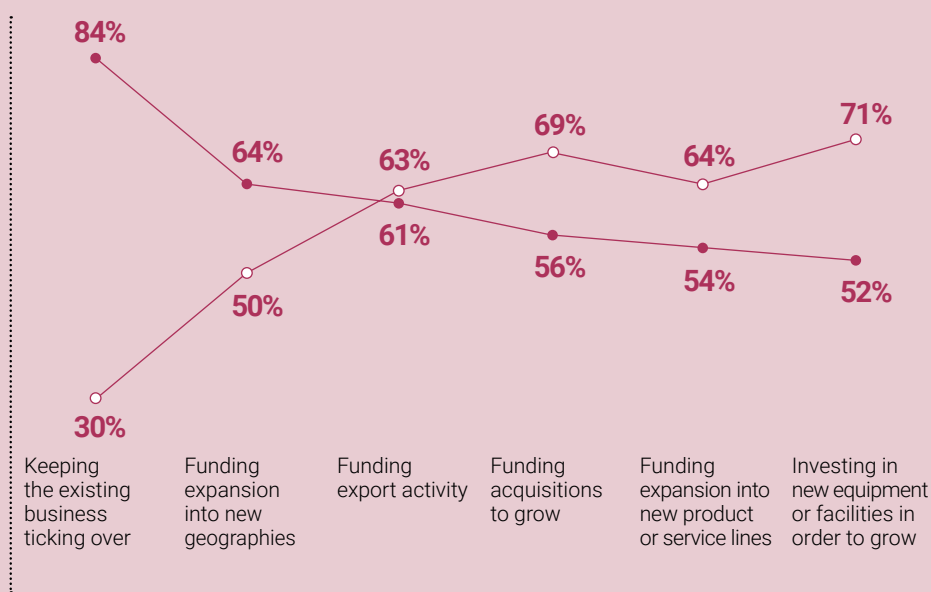 84%
64%
63%
69%
64%
71%
50%
61%
56%
54%
52%
30%
Keeping
the existing
business
ticking over
Funding
expansion
into new
geographies
Funding
export activity
Funding
acquisitions
to grow
Funding
expansion into
new product
or service lines
Investing in
new equipment
or facilities in
order to grow